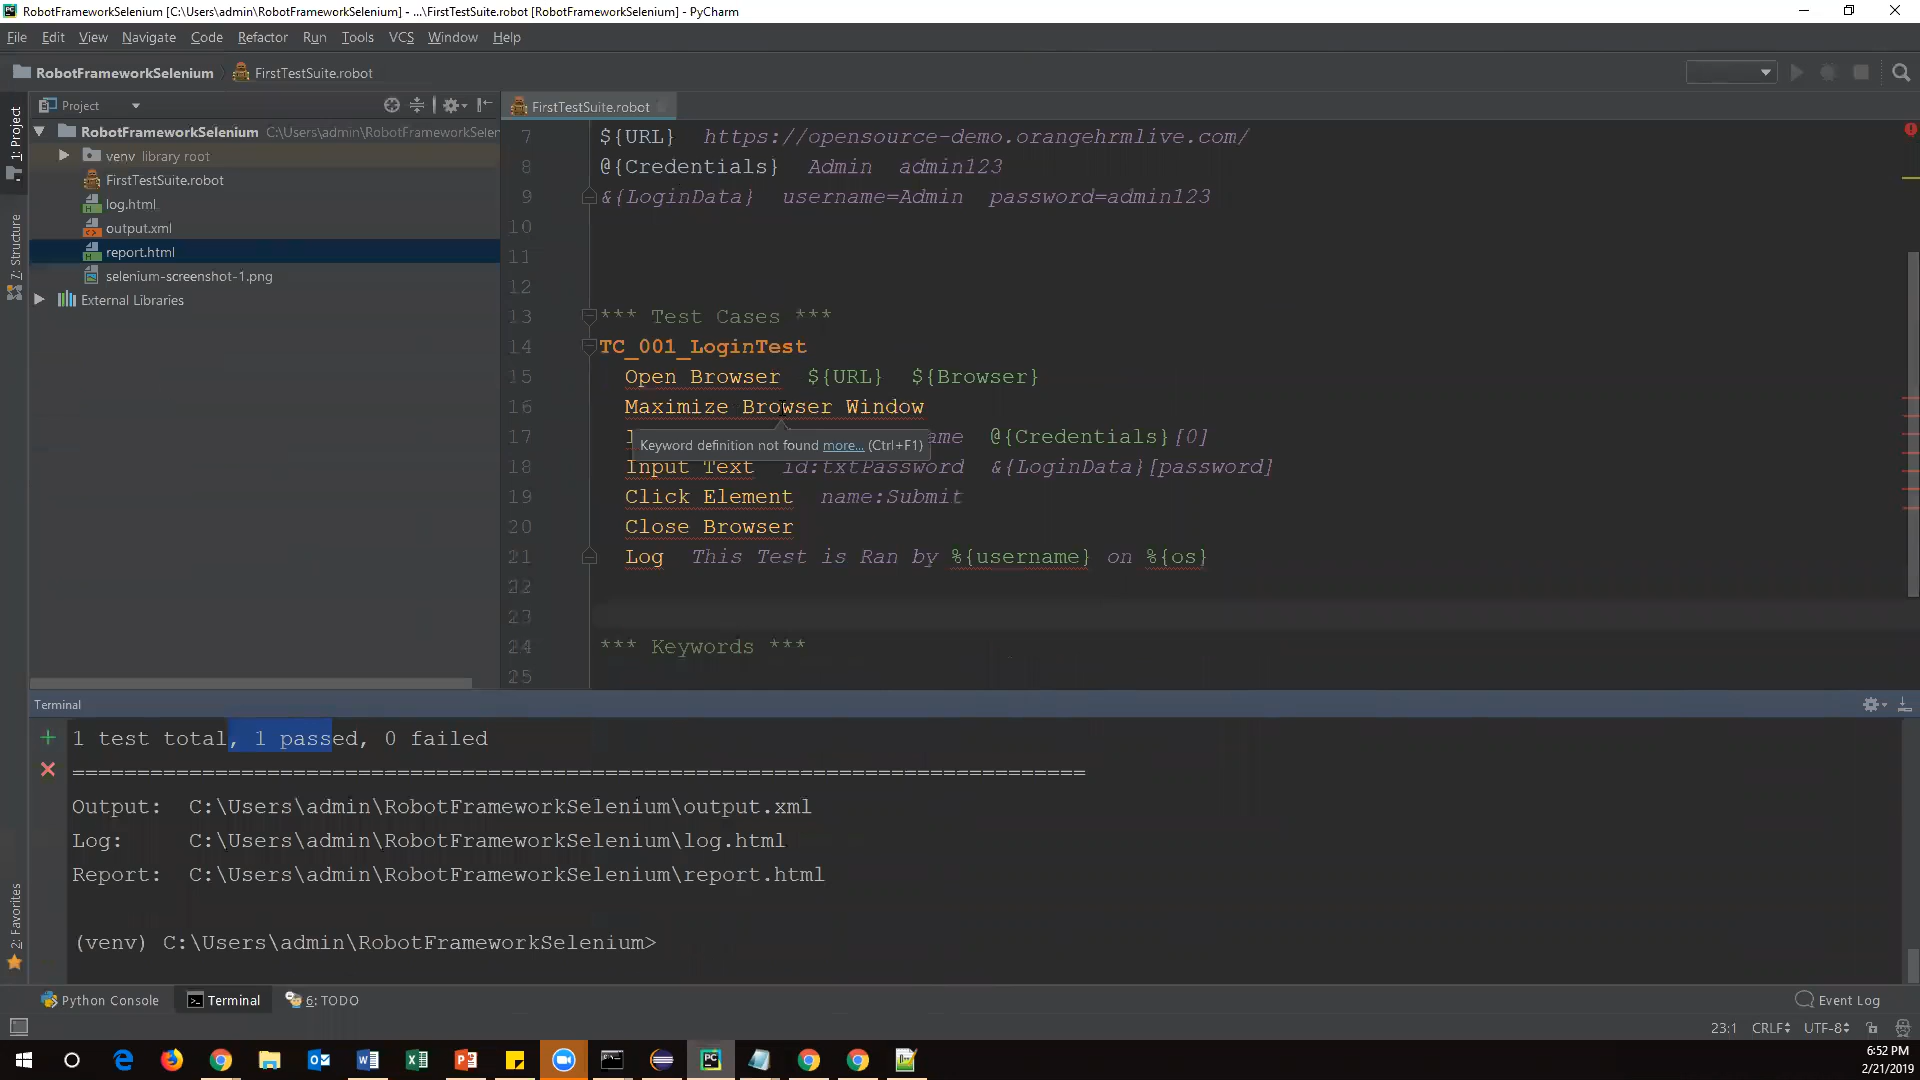 RobotFrameworkSelenium [C:\Users\admin\RobotFrameworkSelenium] - ...\FirstTestSuite.robot [RobotFrameworkSelenium] - PyCharm
File Edit View Navigate Code Refactor Run Tools VCS Window Help
RobotFrameworkSelenium FirstTestSuite.robot
1: Project
7: Structure
2: Favorites
Project
RobotFrameworkSelenium C:\Users\admin\RobotFrameworkSelen
venv library root
FirstTestSuite.robot
log.html
output.xml
report.html
selenium-screenshot-1.png
External Libraries
FirstTestSuite.robot
7 ${URL} https://opensource-demo.orangehrmlive.com/
8 @{Credentials} Admin admin123
9 &{LoginData} username=Admin password=admin123
10
11
12
13 *** Test Cases ***
14 TC_001_LoginTest
15 Open Browser ${URL} ${Browser}
16 Maximize Browser Window
17 ame @{Credentials}[0]
Keyword definition not found more... (Ctrl+F1)
18 Input Text id:txtPassword &{LoginData}[password]
19 Click Element name:Submit
20 Close Browser
21 Log This Test is Ran by %{username} on %{os}
22
23
24 *** Keywords ***
25
Terminal
1 test total, 1 passed, 0 failed
==============================================================================
Output: C:\Users\admin\RobotFrameworkSelenium\output.xml
Log: C:\Users\admin\RobotFrameworkSelenium\log.html
Report: C:\Users\admin\RobotFrameworkSelenium\report.html
(venv) C:\Users\admin\RobotFrameworkSelenium>
Python Console Terminal 6: TODO Event Log
23:1 CRLF UTF-8
6:52 PM
2/21/2019